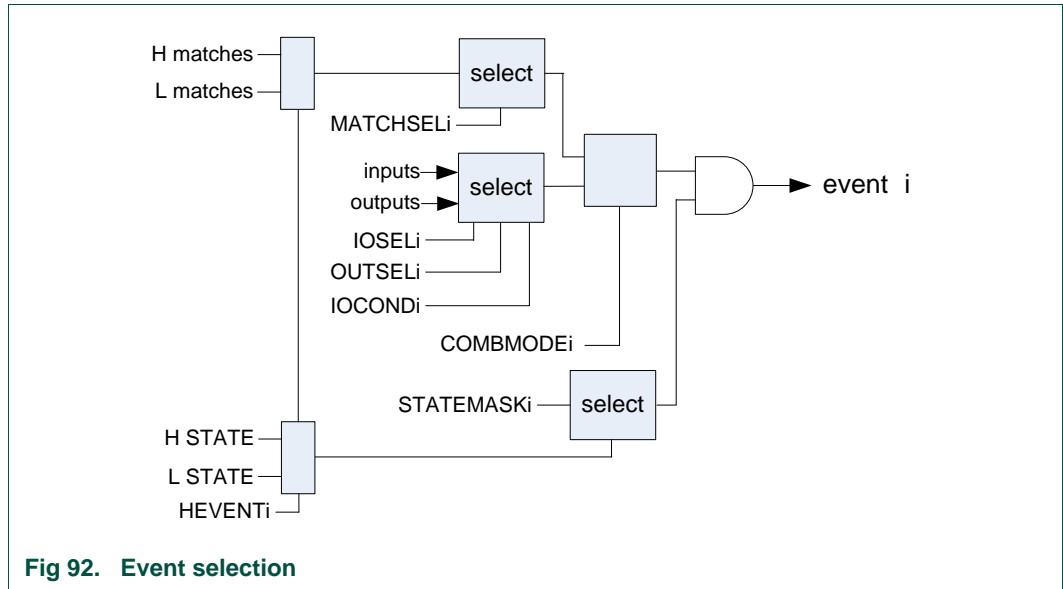 H matches
L matches
select
MATCHSELi
inputs
outputs
select
IOSELi
OUTSELi
IOCONDi
COMBMODEi
event i
STATEMASKi
select
H STATE
L STATE
HEVENTi
Fig 92. Event selection